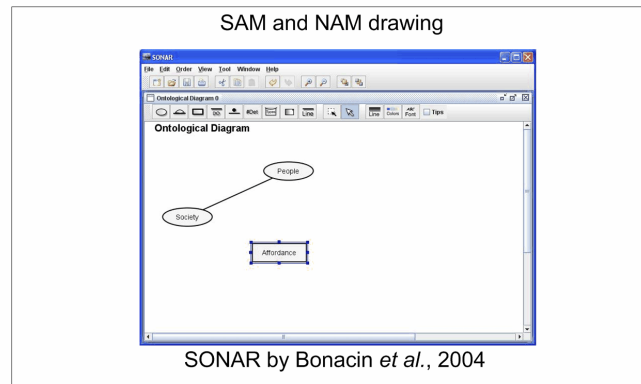 SAM and NAM drawing
SONAR
File Edit Order View Tool Window Help
Ontological Diagram 0
Line Line Font Tips
Ontological Diagram
People
Society
Affordance
SONAR by Bonacin et al., 2004